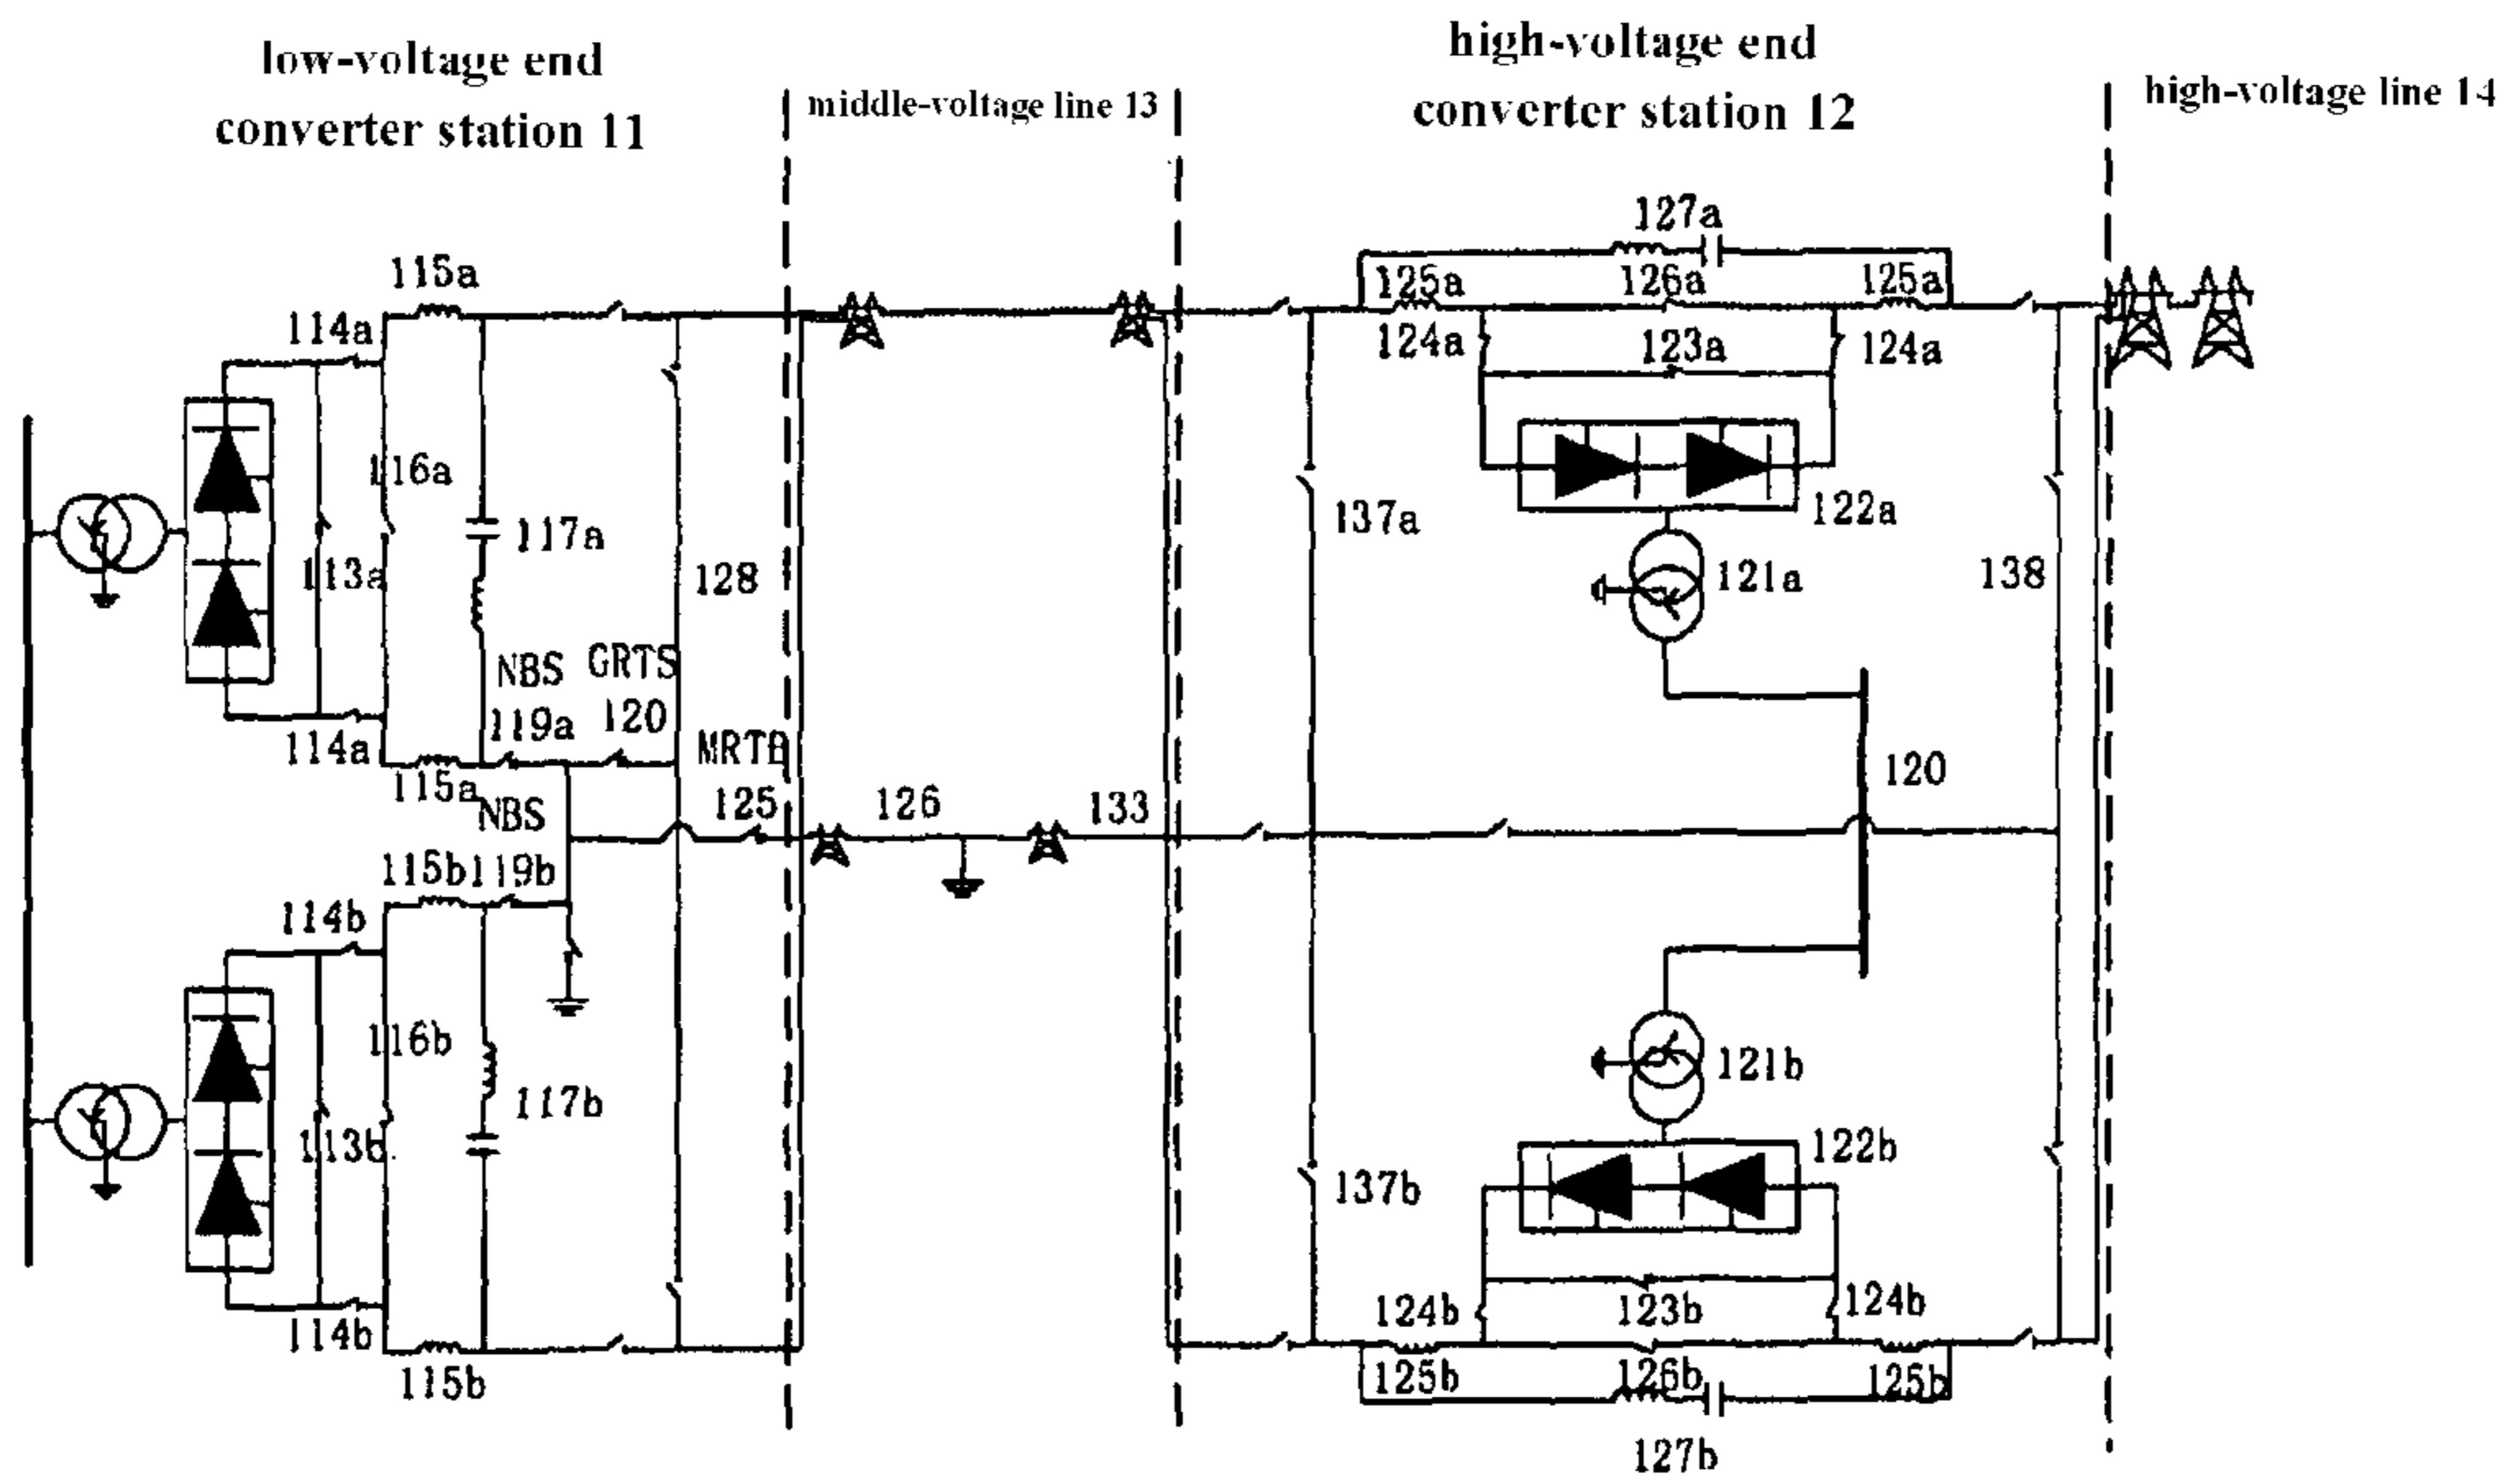 low-voltage end
converter station 11
middle-voltage line 13
high-voltage end
converter station 12
high-voltage line 14
127a
115a
125a
126a
125a
114a
124a
123a
124a
116a
117a
137a
122a
113a
128
121a
138
NBS
GRTS
119a
120
114a
MRTB
115a
NBS
125
126
133
120
115b
119b
114b
116b
121b
117b
113b
137b
122b
124b
123b
124b
114b
115b
125b
126b
125b
127b